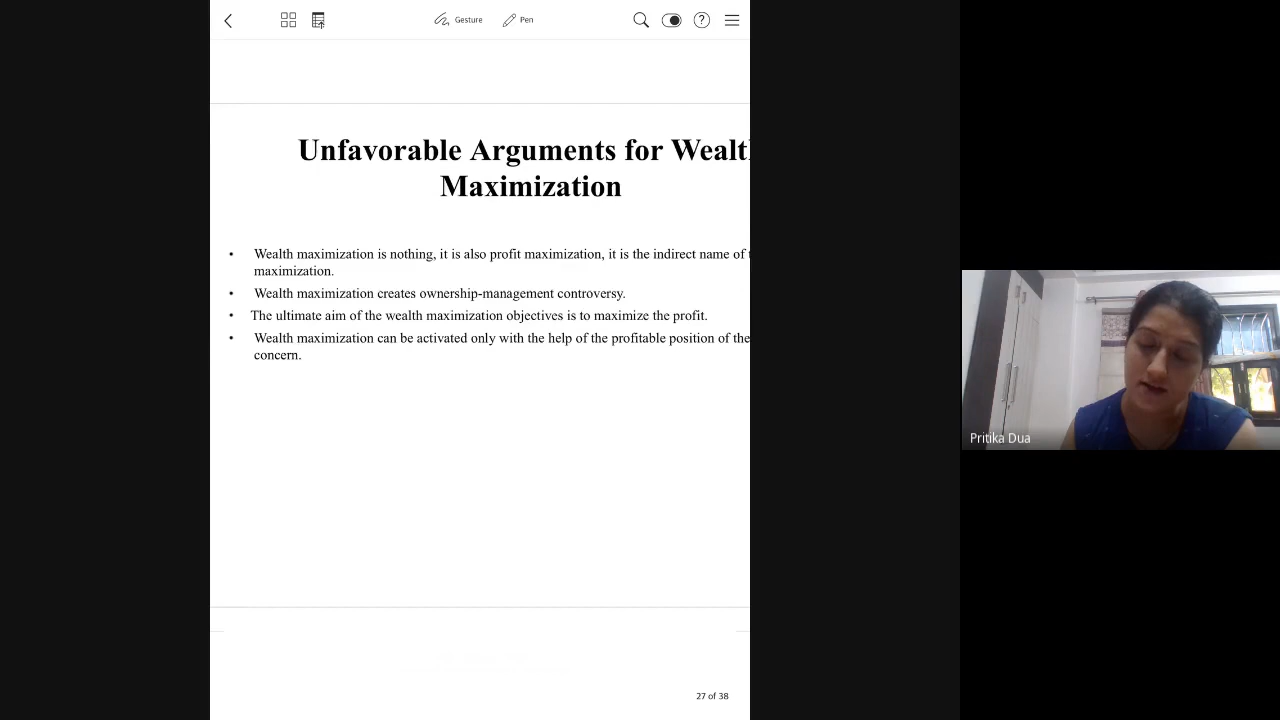 Gesture Pen
Unfavorable Arguments for Wealt
Maximization
• Wealth maximization is nothing, it is also profit maximization, it is the indirect name of
maximization.
• Wealth maximization creates ownership-management controversy.
• The ultimate aim of the wealth maximization objectives is to maximize the profit.
• Wealth maximization can be activated only with the help of the profitable position of the
concern.
27 of 38
Pritika Dua